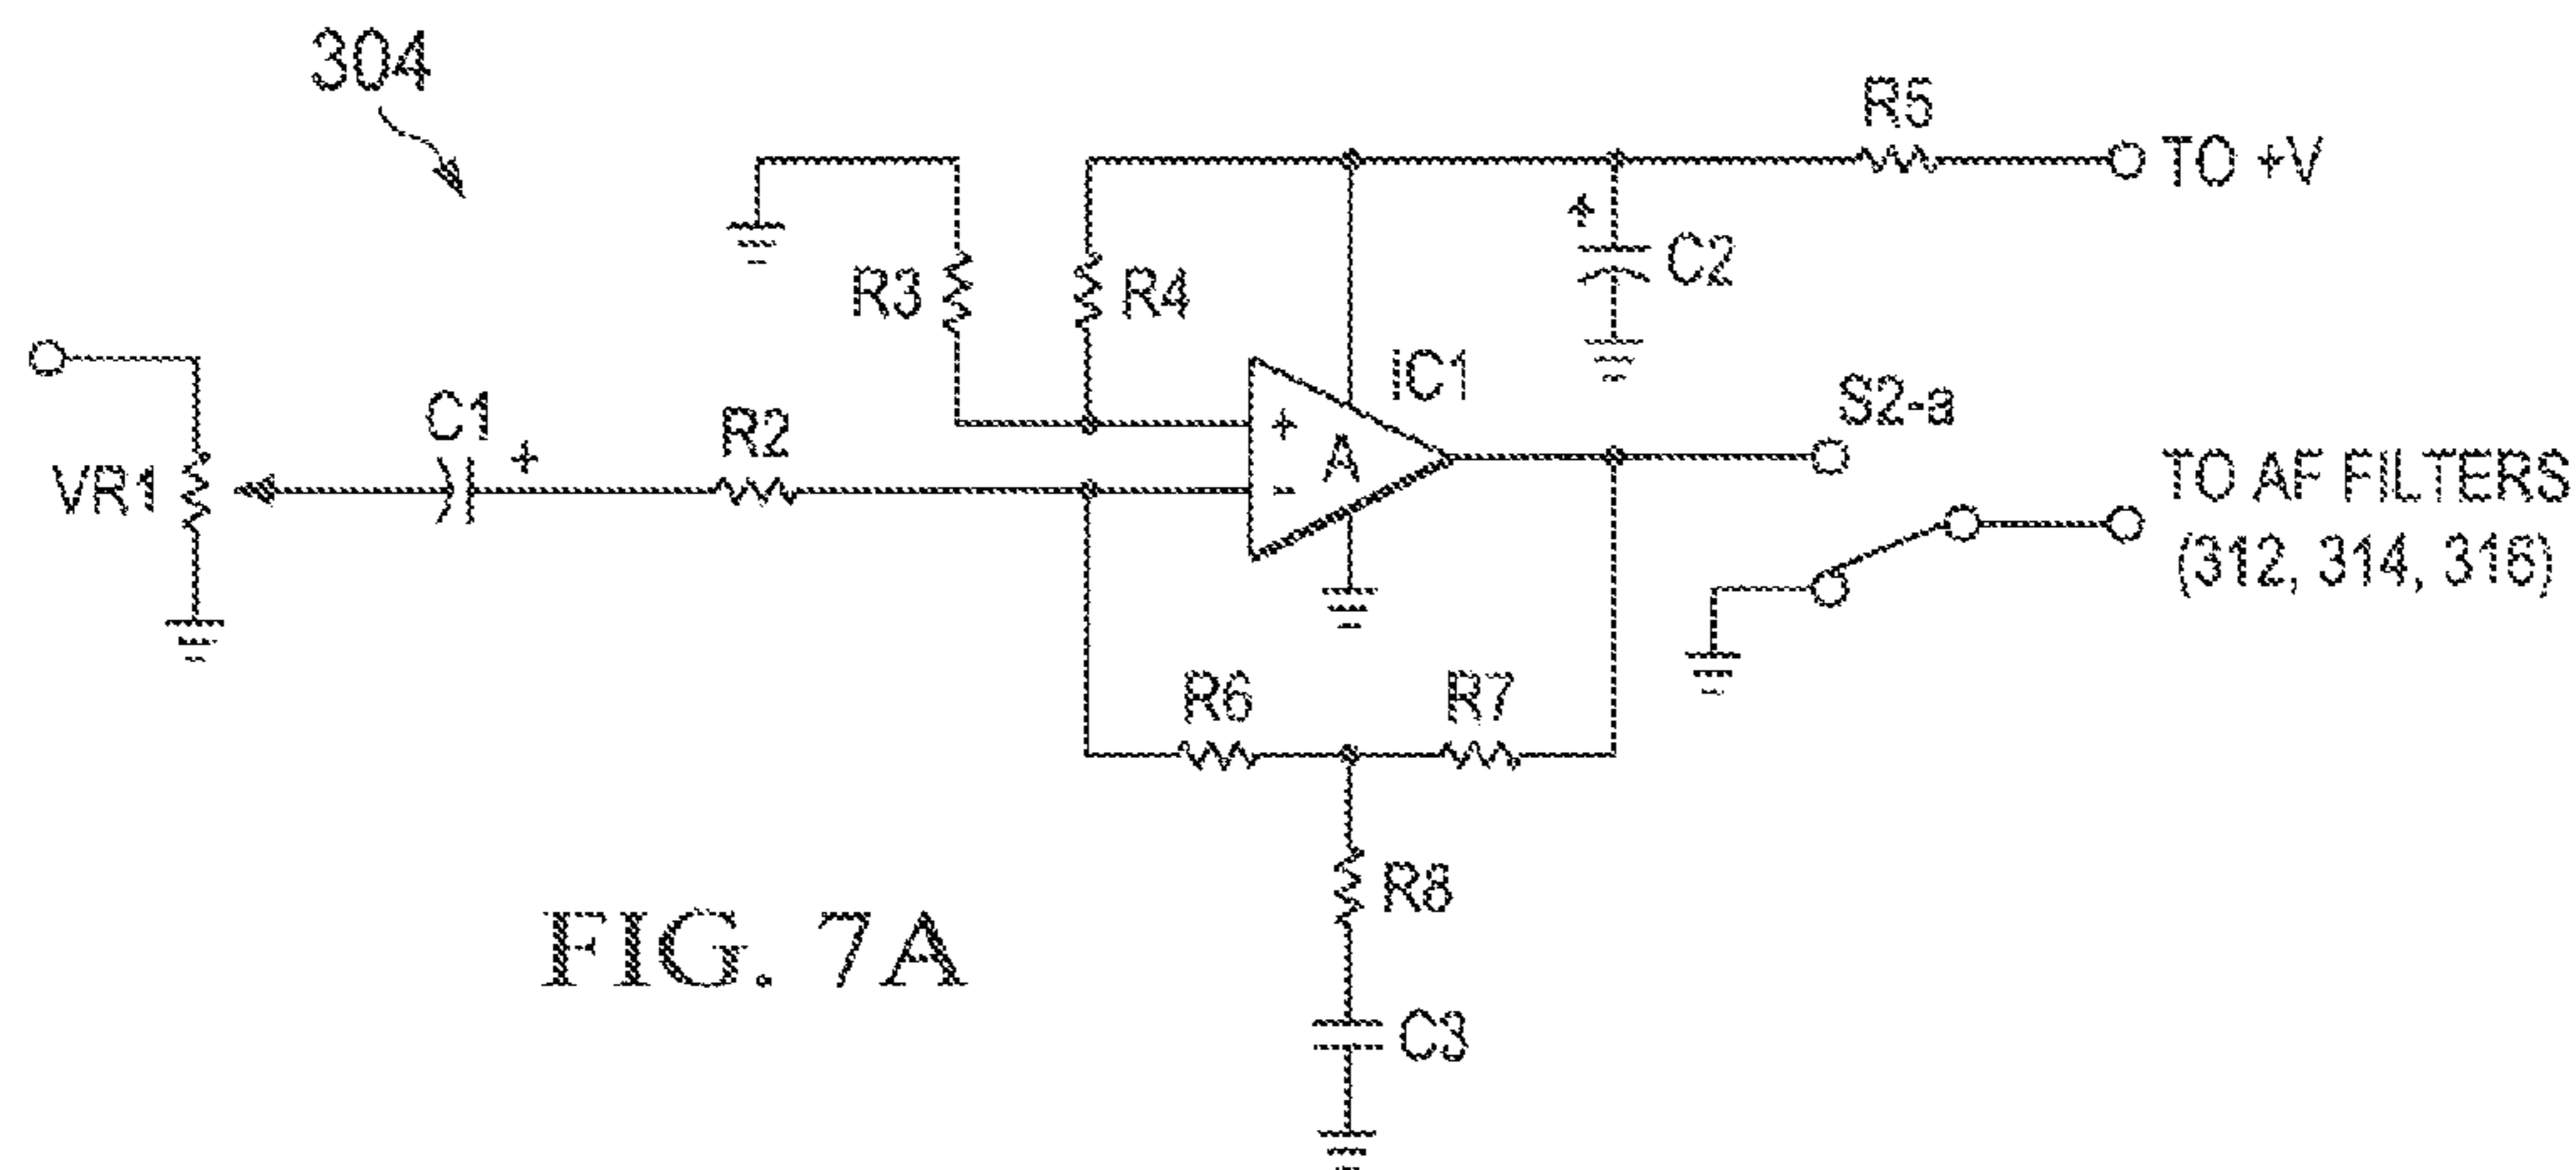 304
R5
TO +V
R3
R4
C2
IC1
C1
+
R2
VR1
+
A
-
S2-a
TO AF FILTERS
(312, 314, 316)
R6
R7
R8
C3
FIG. 7A
+